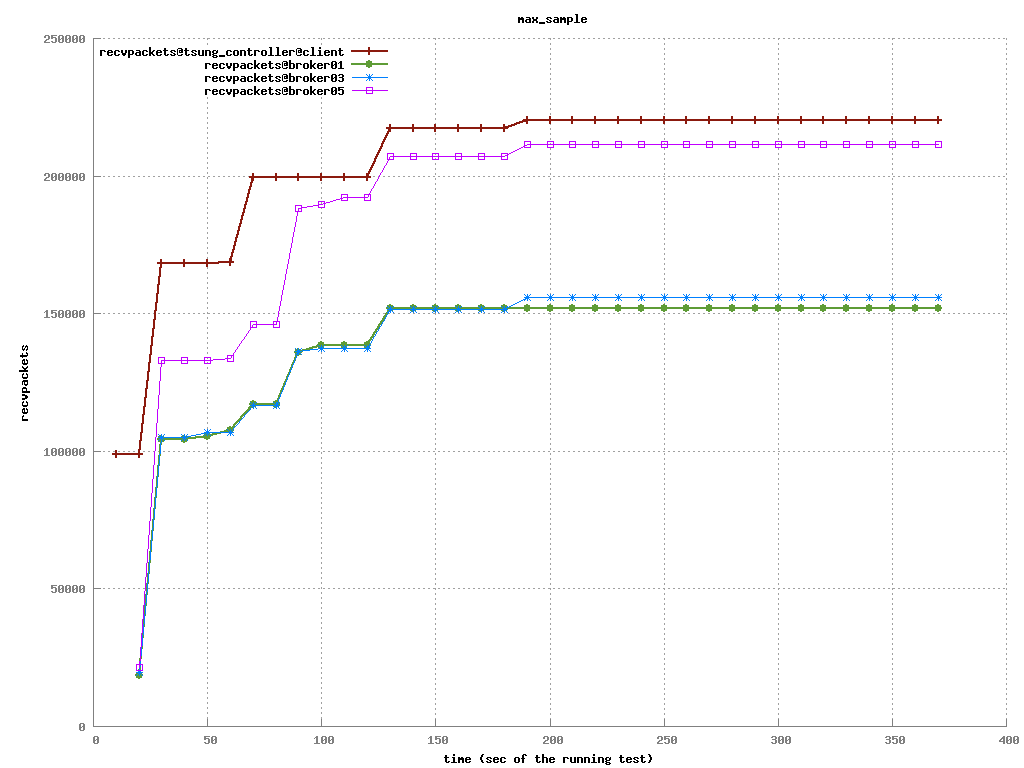 max_sample
250000
200000
150000
100000
50000
0
recvpackets@tsung_controller@client
recvpackets@broker01
recvpackets@broker03
recvpackets@broker05
recvpackets
0 50 100 150 200 250 300 350 400
time (sec of the running test)